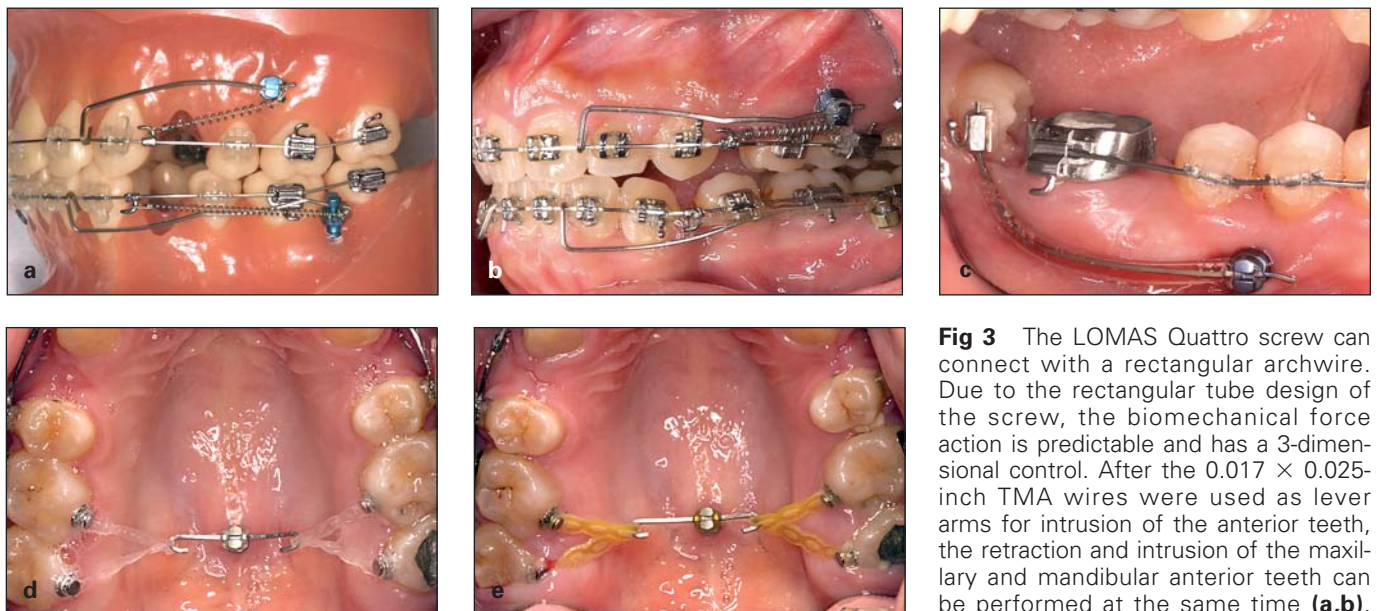 a
b
c
d
e
Fig 3 The LOMAS Quattro screw can
connect with a rectangular archwire.
Due to the rectangular tube design of
the screw, the biomechanical force
action is predictable and has a 3-dimen-
sional control. After the 0.017 × 0.025-
inch TMA wires were used as lever
arms for intrusion of the anterior teeth,
the retraction and intrusion of the maxil-
lary and mandibular anterior teeth can
be performed at the same time (a,b).